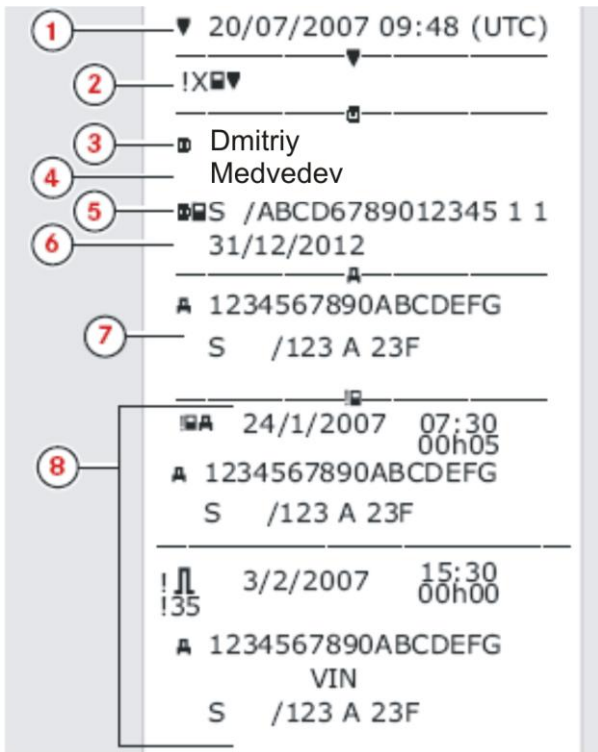 1 ▼ 20/07/2007 09:48 (UTC)
2 !X▼
3 Dmitriy
4 Medvedev
5 S /ABCD6789012345 1 1
6 31/12/2012
1234567890ABCDEFG
7 S /123 A 23F
24/1/2007 07:30
00h05
8 1234567890ABCDEFG
S /123 A 23F
! 3/2/2007 15:30
!35 00h00
1234567890ABCDEFG
VIN
S /123 A 23F